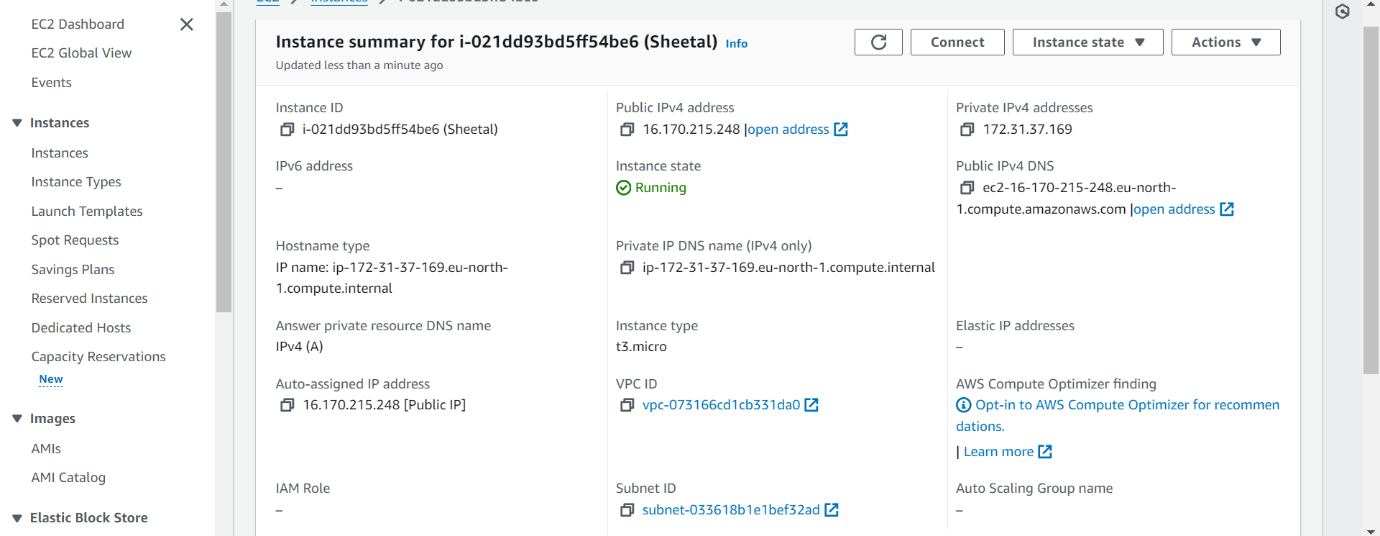 EC2 Dashboard
EC2 Global View
Events
Instances
Instances
Instance Types
Launch Templates
Spot Requests
Savings Plans
Reserved Instances
Dedicated Hosts
Capacity Reservations
New
Images
AMIs
AMI Catalog
Elastic Block Store
EC2 Instances
Instance summary for i-021dd93bd5ff54be6 (Sheetal) Info
Updated less than a minute ago
Connect
Instance state
Actions
Instance ID
i-021dd93bd5ff54be6 (Sheetal)
Public IPv4 address
16.170.215.248 |open address
Private IPv4 addresses
172.31.37.169
IPv6 address
–
Instance state
Running
Public IPv4 DNS
ec2-16-170-215-248.eu-north-
1.compute.amazonaws.com |open address
Hostname type
IP name: ip-172-31-37-169.eu-north-
1.compute.internal
Private IP DNS name (IPv4 only)
ip-172-31-37-169.eu-north-1.compute.internal
Answer private resource DNS name
IPv4 (A)
Instance type
t3.micro
Elastic IP addresses
–
Auto-assigned IP address
16.170.215.248 [Public IP]
VPC ID
vpc-073166cd1cb331da0
AWS Compute Optimizer finding
Opt-in to AWS Compute Optimizer for recommen
dations.
| Learn more
IAM Role
–
Subnet ID
subnet-033618b1e1bef32ad
Auto Scaling Group name
–